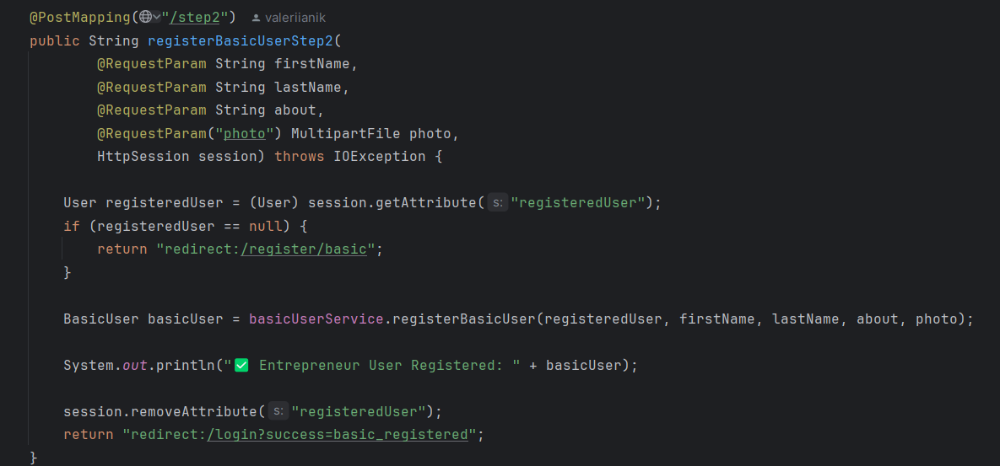 @PostMapping("/step2") valeriianik
public String registerBasicUserStep2(
@RequestParam String firstName,
@RequestParam String lastName,
@RequestParam String about,
@RequestParam("photo") MultipartFile photo,
HttpSession session) throws IOException {
User registeredUser = (User) session.getAttribute( s: "registeredUser");
if (registeredUser == null) {
return "redirect:/register/basic";
}
BasicUser basicUser = basicUserService.registerBasicUser(registeredUser, firstName, lastName, about, photo);
System.out.println("✅ Entrepreneur User Registered: " + basicUser);
session.removeAttribute( s: "registeredUser");
return "redirect:/login?success=basic_registered";
}